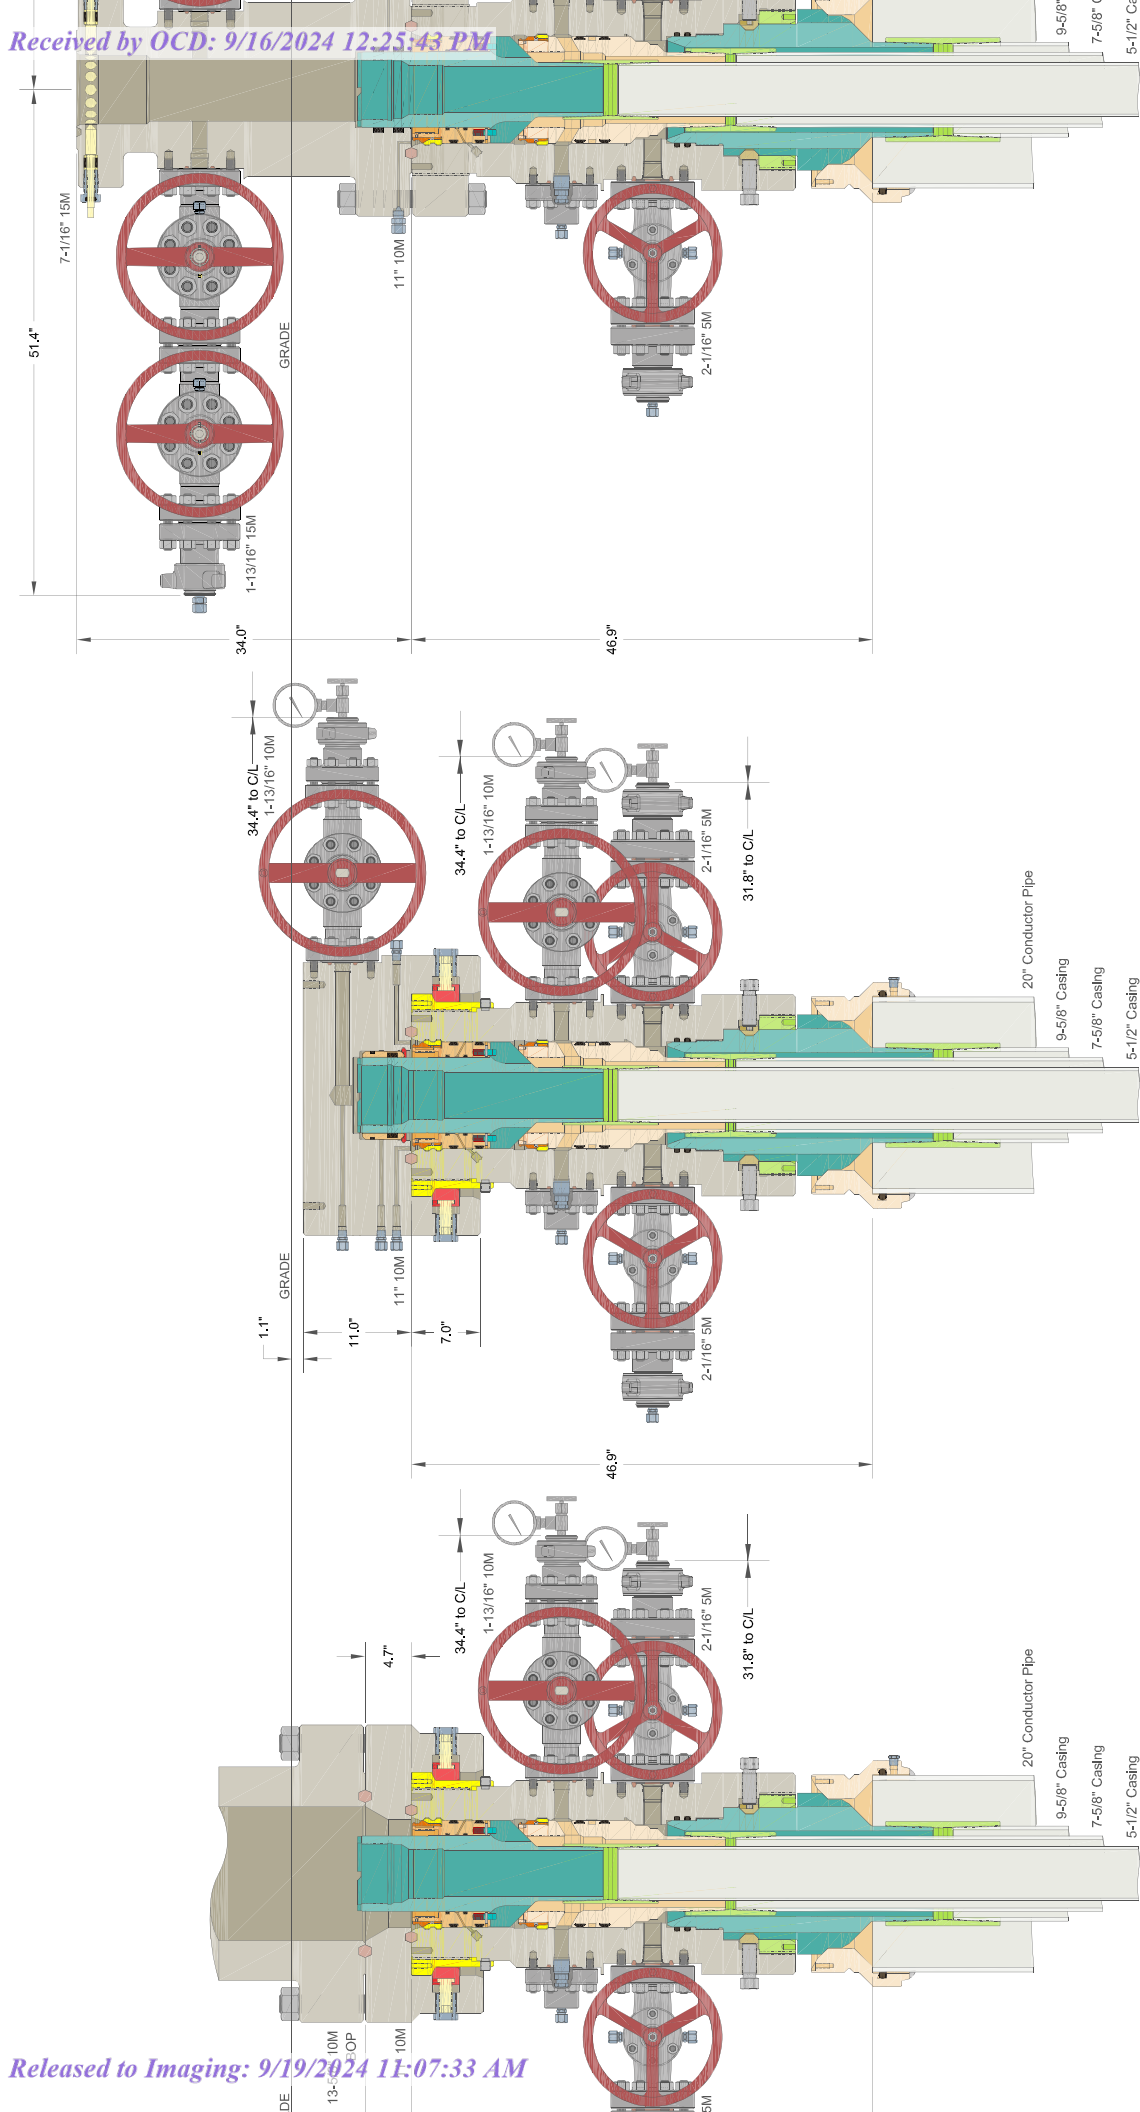 Received by OCD: 9/16/2024 12:25:43 PM
9-5/8"
7-5/8"
5-1/2" Ca
7-1/16" 15M
11" 10M
51.4"
GRADE
2-1/16" 5M
1-13/16" 15M
34.0"
46.9"
34.4" to C/L
1-13/16" 10M
34.4" to C/L
1-13/16" 10M
2-1/16" 5M
31.8" to C/L
20" Conductor Pipe
9-5/8" Casing
7-5/8" Casing
5-1/2" Casing
GRADE
11" 10M
1.1"
11.0"
7.0"
2-1/16" 5M
46.9"
34.4" to C/L
1-13/16" 10M
2-1/16" 5M
31.8" to C/L
4.7"
20" Conductor Pipe
9-5/8" Casing
7-5/8" Casing
5-1/2" Casing
10M
BOP
10M
Released to Imaging: 9/19/2024 11:07:33 AM
DE
5M